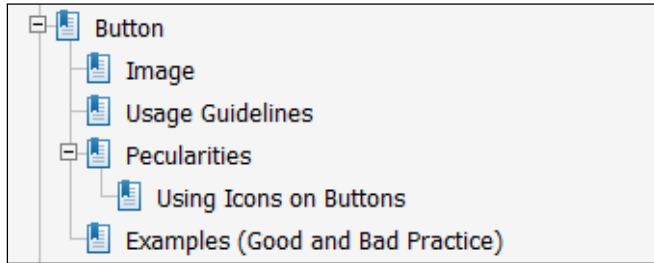 Button
Image
Usage Guidelines
Pecularities
Using Icons on Buttons
Examples (Good and Bad Practice)